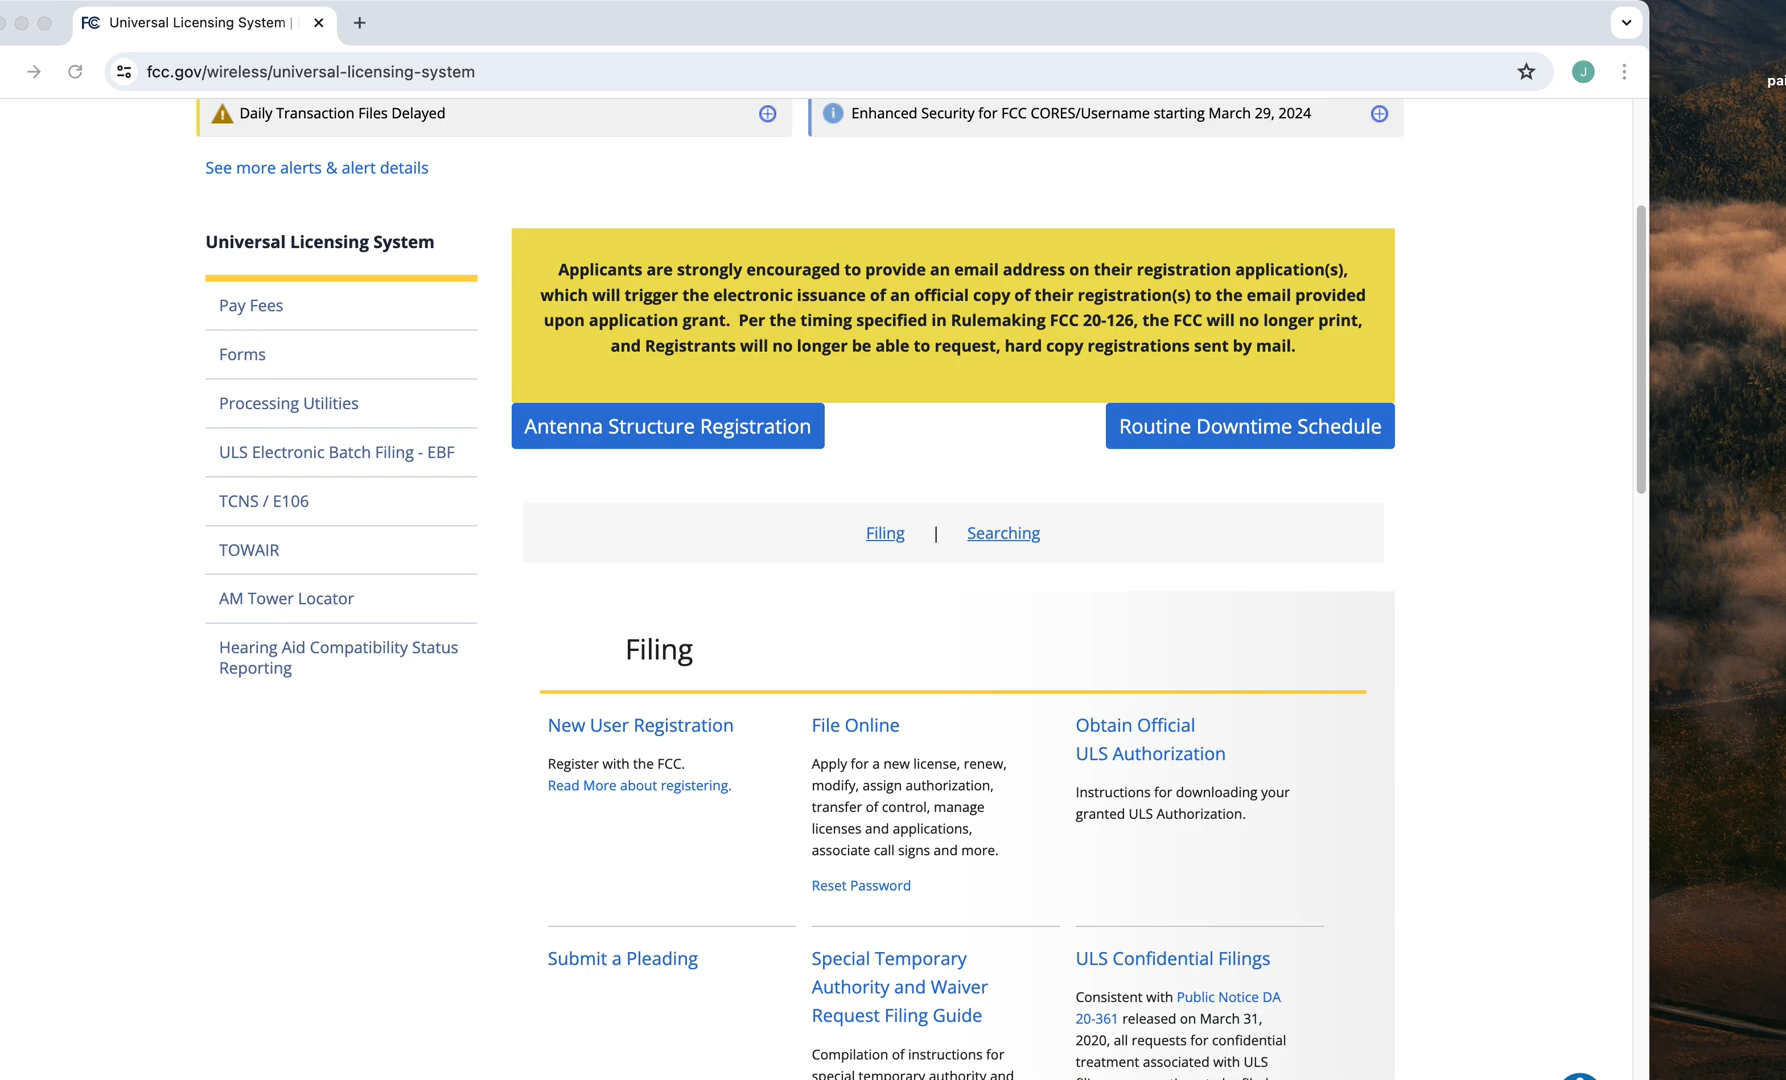 Universal Licensing System |
fcc.gov/wireless/universal-licensing-system
J
Daily Transaction Files Delayed
Enhanced Security for FCC CORES/Username starting March 29, 2024
See more alerts & alert details
Universal Licensing System
Pay Fees
Forms
Processing Utilities
ULS Electronic Batch Filing - EBF
TCNS / E106
TOWAIR
AM Tower Locator
Hearing Aid Compatibility Status
Reporting
Applicants are strongly encouraged to provide an email address on their registration application(s),
which will trigger the electronic issuance of an official copy of their registration(s) to the email provided
upon application grant. Per the timing specified in Rulemaking FCC 20-126, the FCC will no longer print,
and Registrants will no longer be able to request, hard copy registrations sent by mail.
Antenna Structure Registration
Routine Downtime Schedule
Filing | Searching
Filing
New User Registration
Register with the FCC.
Read More about registering.
File Online
Apply for a new license, renew,
modify, assign authorization,
transfer of control, manage
licenses and applications,
associate call signs and more.
Reset Password
Obtain Official
ULS Authorization
Instructions for downloading your
granted ULS Authorization.
Submit a Pleading
Special Temporary
Authority and Waiver
Request Filing Guide
Compilation of instructions for
special temporary authority and
ULS Confidential Filings
Consistent with Public Notice DA
20-361 released on March 31,
2020, all requests for confidential
treatment associated with ULS
pai